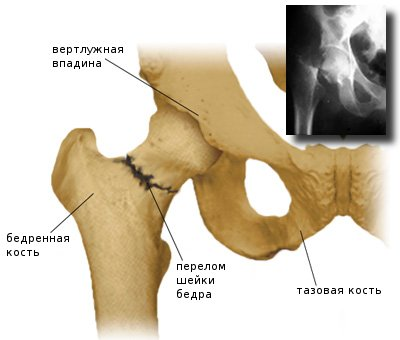 вертлужная
впадина
бедренная
кость
перелом
шейки
бедра
тазовая кость